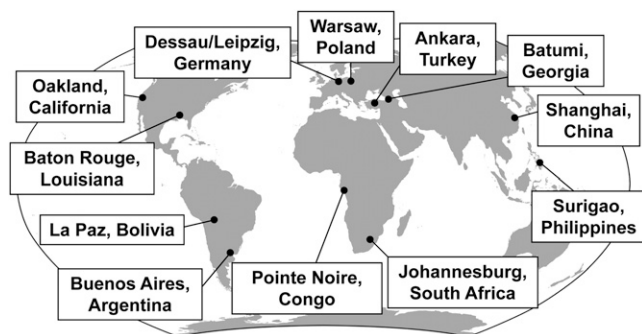 Dessau/Leipzig,
Germany
Warsaw,
Poland
Ankara,
Turkey
Batumi,
Georgia
Oakland,
California
Shanghai,
China
Baton Rouge,
Louisiana
La Paz, Bolivia
Surigao,
Philippines
Buenos Aires,
Argentina
Pointe Noire,
Congo
Johannesburg,
South Africa